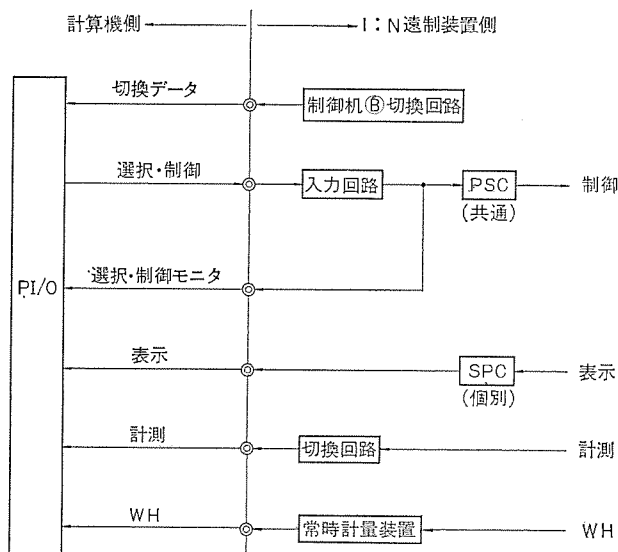 計算機側
1：N遠制装置側
切換データ
制御机Ⓑ切換回路
選択・制御
入力回路
PSC
制御
(共通)
選択・制御モニタ
PI/O
表示
SPC
表示
(個別)
計測
切換回路
計測
WH
常時計量装置
WH